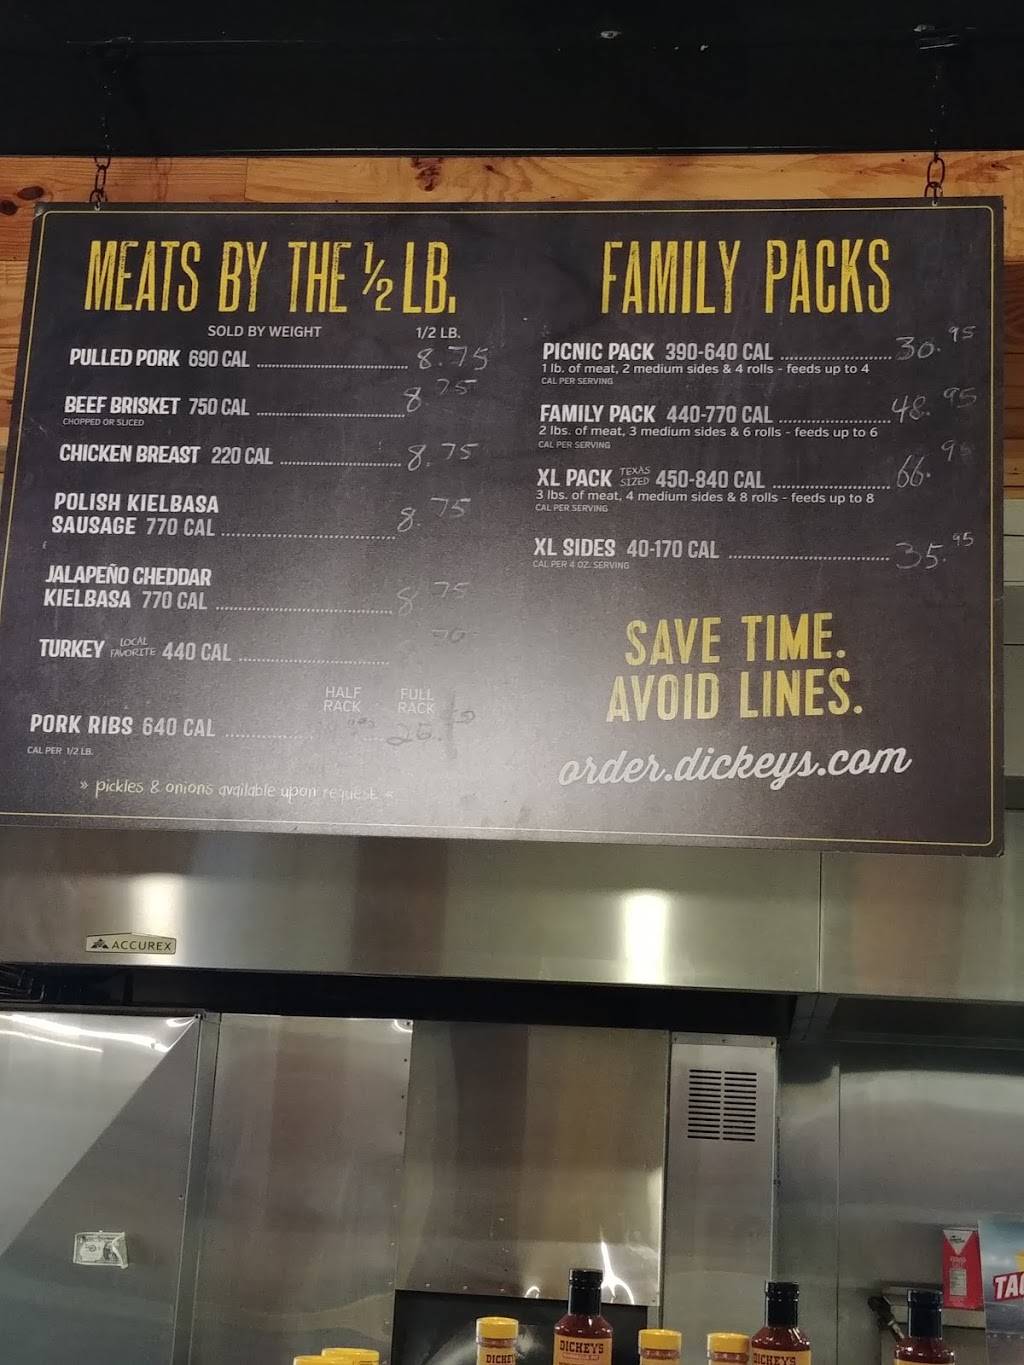 MEATS BY THE ½ LB.
SOLD BY WEIGHT 1/2 LB.
PULLED PORK 690 CAL 8.75
BEEF BRISKET 750 CAL 8.75
CHOPPED OR SLICED
CHICKEN BREAST 220 CAL 8.75
POLISH KIELBASA
SAUSAGE 770 CAL 8.75
JALAPEÑO CHEDDAR
KIELBASA 770 CAL 8.75
TURKEY LOCAL FAVORITE 440 CAL
HALF RACK FULL RACK
PORK RIBS 640 CAL
CAL PER 1/2 LB.
» pickles & onions available upon request «
FAMILY PACKS
PICNIC PACK 390-640 CAL 30.95
1 lb. of meat, 2 medium sides & 4 rolls - feeds up to 4
CAL PER SERVING
FAMILY PACK 440-770 CAL 48.95
2 lbs. of meat, 3 medium sides & 6 rolls - feeds up to 6
CAL PER SERVING
XL PACK TEXAS SIZED 450-840 CAL 66.95
3 lbs. of meat, 4 medium sides & 8 rolls - feeds up to 8
CAL PER SERVING
XL SIDES 40-170 CAL 35.95
CAL PER 4 OZ. SERVING
SAVE TIME.
AVOID LINES.
order.dickeys.com
ACCUREX
DICKEYS
DICKEYS